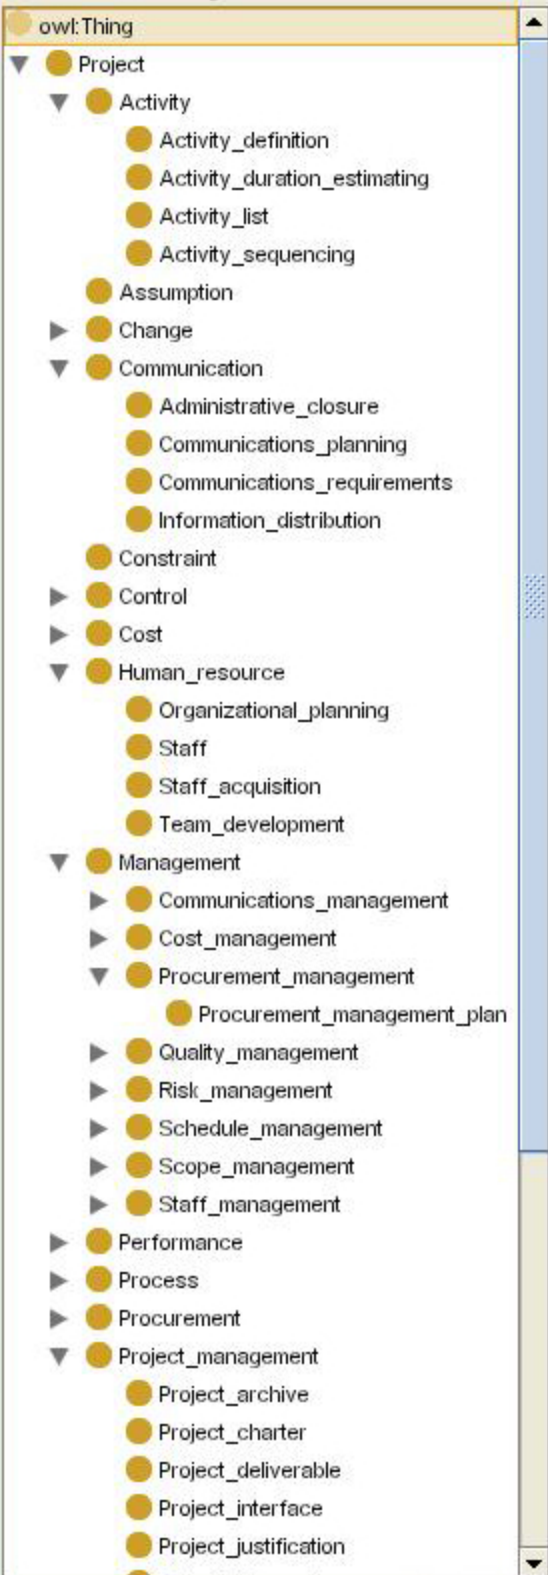 owl:Thing
Project
Activity
Activity_definition
Activity_duration_estimating
Activity_list
Activity_sequencing
Assumption
Change
Communication
Administrative_closure
Communications_planning
Communications_requirements
Information_distribution
Constraint
Control
Cost
Human_resource
Organizational_planning
Staff
Staff_acquisition
Team_development
Management
Communications_management
Cost_management
Procurement_management
Procurement_management_plan
Quality_management
Risk_management
Schedule_management
Scope_management
Staff_management
Performance
Process
Procurement
Project_management
Project_archive
Project_charter
Project_deliverable
Project_interface
Project_justification